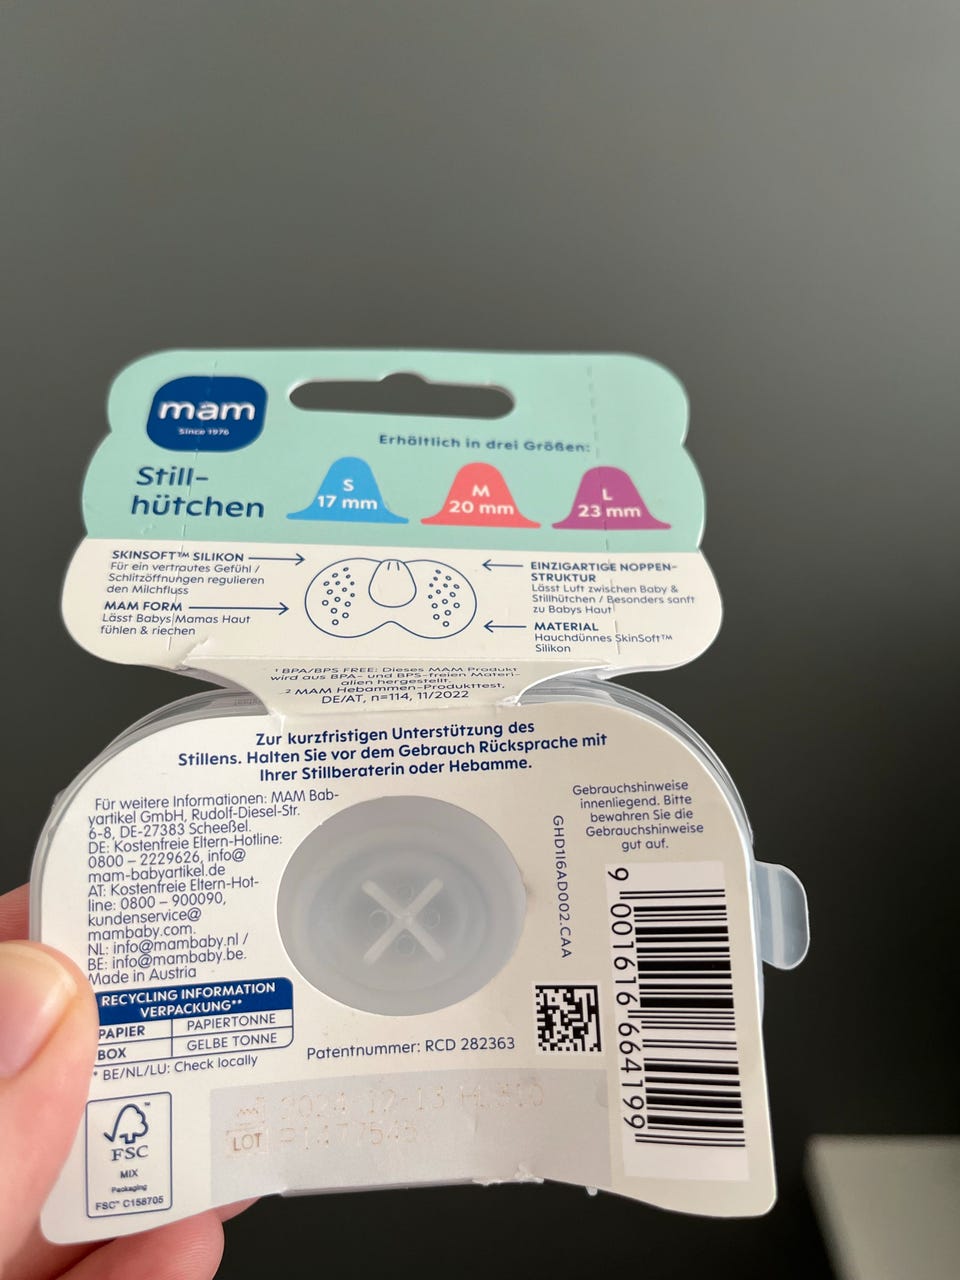 mam
Since 1976
Erhältlich in drei Größen:
Still-
hütchen
S
17 mm
M
20 mm
L
23 mm
SKINSOFT™ SILIKON
Für ein vertrautes Gefühl /
Schlitzöffnungen regulieren
den Milchfluss
MAM FORM
Lässt Babys Mamas Haut
fühlen & riechen
EINZIGARTIGE NOPPEN-
STRUKTUR
Lässt Luft zwischen Baby &
Stillhütchen / Besonders sanft
zu Babys Haut
MATERIAL
Hauchdünnes SkinSoft™
Silikon
¹ BPA/BPS FREE: Dieses MAM Produkt
wird aus BPA- und BPS-freien Materi-
alien hergestellt.
² MAM Hebammen-Produkttest,
DE/AT, n=114, 11/2022
Zur kurzfristigen Unterstützung des
Stillens. Halten Sie vor dem Gebrauch Rücksprache mit
Ihrer Stillberaterin oder Hebamme.
Für weitere Informationen: MAM Bab-
yartikel GmbH, Rudolf-Diesel-Str.
6-8, DE-27383 Scheeßel.
DE: Kostenfreie Eltern-Hotline:
0800 – 2229626, info@
mam-babyartikel.de
AT: Kostenfreie Eltern-Hot-
line: 0800 – 900090,
kundenservice@
mambaby.com.
NL: info@mambaby.nl /
BE: info@mambaby.be.
Made in Austria
RECYCLING INFORMATION
VERPACKUNG**
PAPIER PAPIERTONNE
BOX GELBE TONNE
* BE/NL/LU: Check locally
FSC™
MIX
Packaging
FSC™ C158705
Gebrauchshinweise
innenliegend. Bitte
bewahren Sie die
Gebrauchshinweise
gut auf.
GHD116AD002.CAA
9 001616 664199
Patentnummer: RCD 282363
2024-12-13
LOT